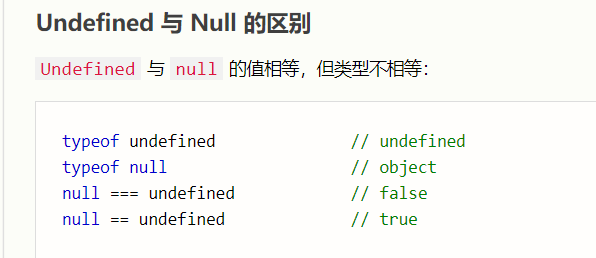 Undefined 与 Null 的区别
Undefined 与 null 的值相等，但类型不相等：
typeof undefined // undefined
typeof null // object
null === undefined // false
null == undefined // true